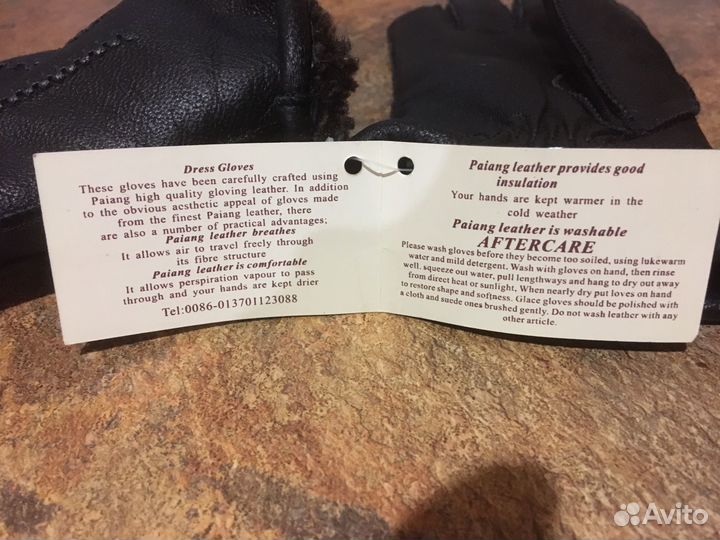 Dress Gloves
These gloves have been carefully crafted using
Paiang high quality gloving leather. In addition
to the obvious aesthetic appeal of gloves made
from the finest Paiang leather, there
are also a number of practical advantages;
Paiang leather breathes
It allows air to travel freely through
its fibre structure
Paiang leather is comfortable
It allows perspiration vapour to pass
through and your hands are kept drier
Tel:0086-013701123088
Paiang leather provides good
insulation
Your hands are kept warmer in the
cold weather
Paiang leather is washable
AFTERCARE
Please wash gloves before they become too soiled, using lukewarm
water and mild detergent. Wash with gloves on hand, then rinse
well. squeeze out water, pull lengthways and hang to dry out away
from direct heat or sunlight. When nearly dry put loves on hand
to restore shape and softness. Glace gloves should be polished with
a cloth and suede ones brushed gently. Do not wash leather with any
other article.
Avito